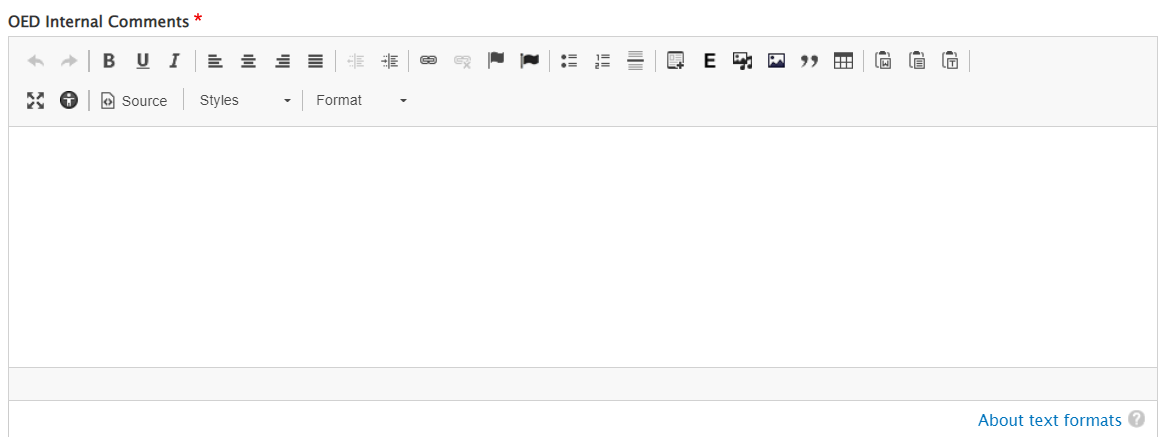 OED Internal Comments *
B U I E
Source Styles Format
About text formats ?